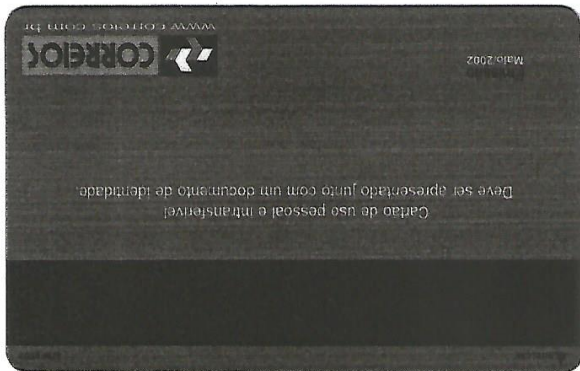 Cartão de uso pessoal e intransferível
Deve ser apresentado junto com um documento de identidade.
Maio/2002
CORREIOS
www.correios.com.br